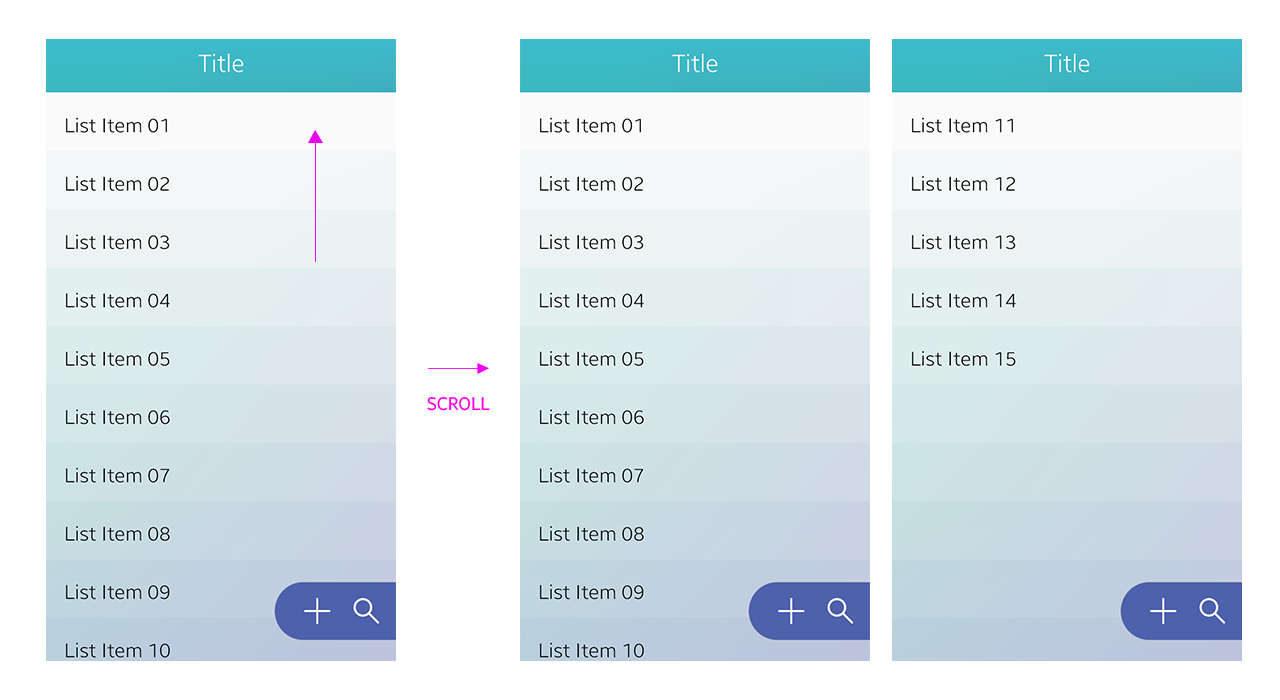 Title
List Item 01
List Item 02
List Item 03
List Item 04
List Item 05
List Item 06
List Item 07
List Item 08
List Item 09
List Item 10
SCROLL
Title
List Item 01
List Item 02
List Item 03
List Item 04
List Item 05
List Item 06
List Item 07
List Item 08
List Item 09
List Item 10
Title
List Item 11
List Item 12
List Item 13
List Item 14
List Item 15